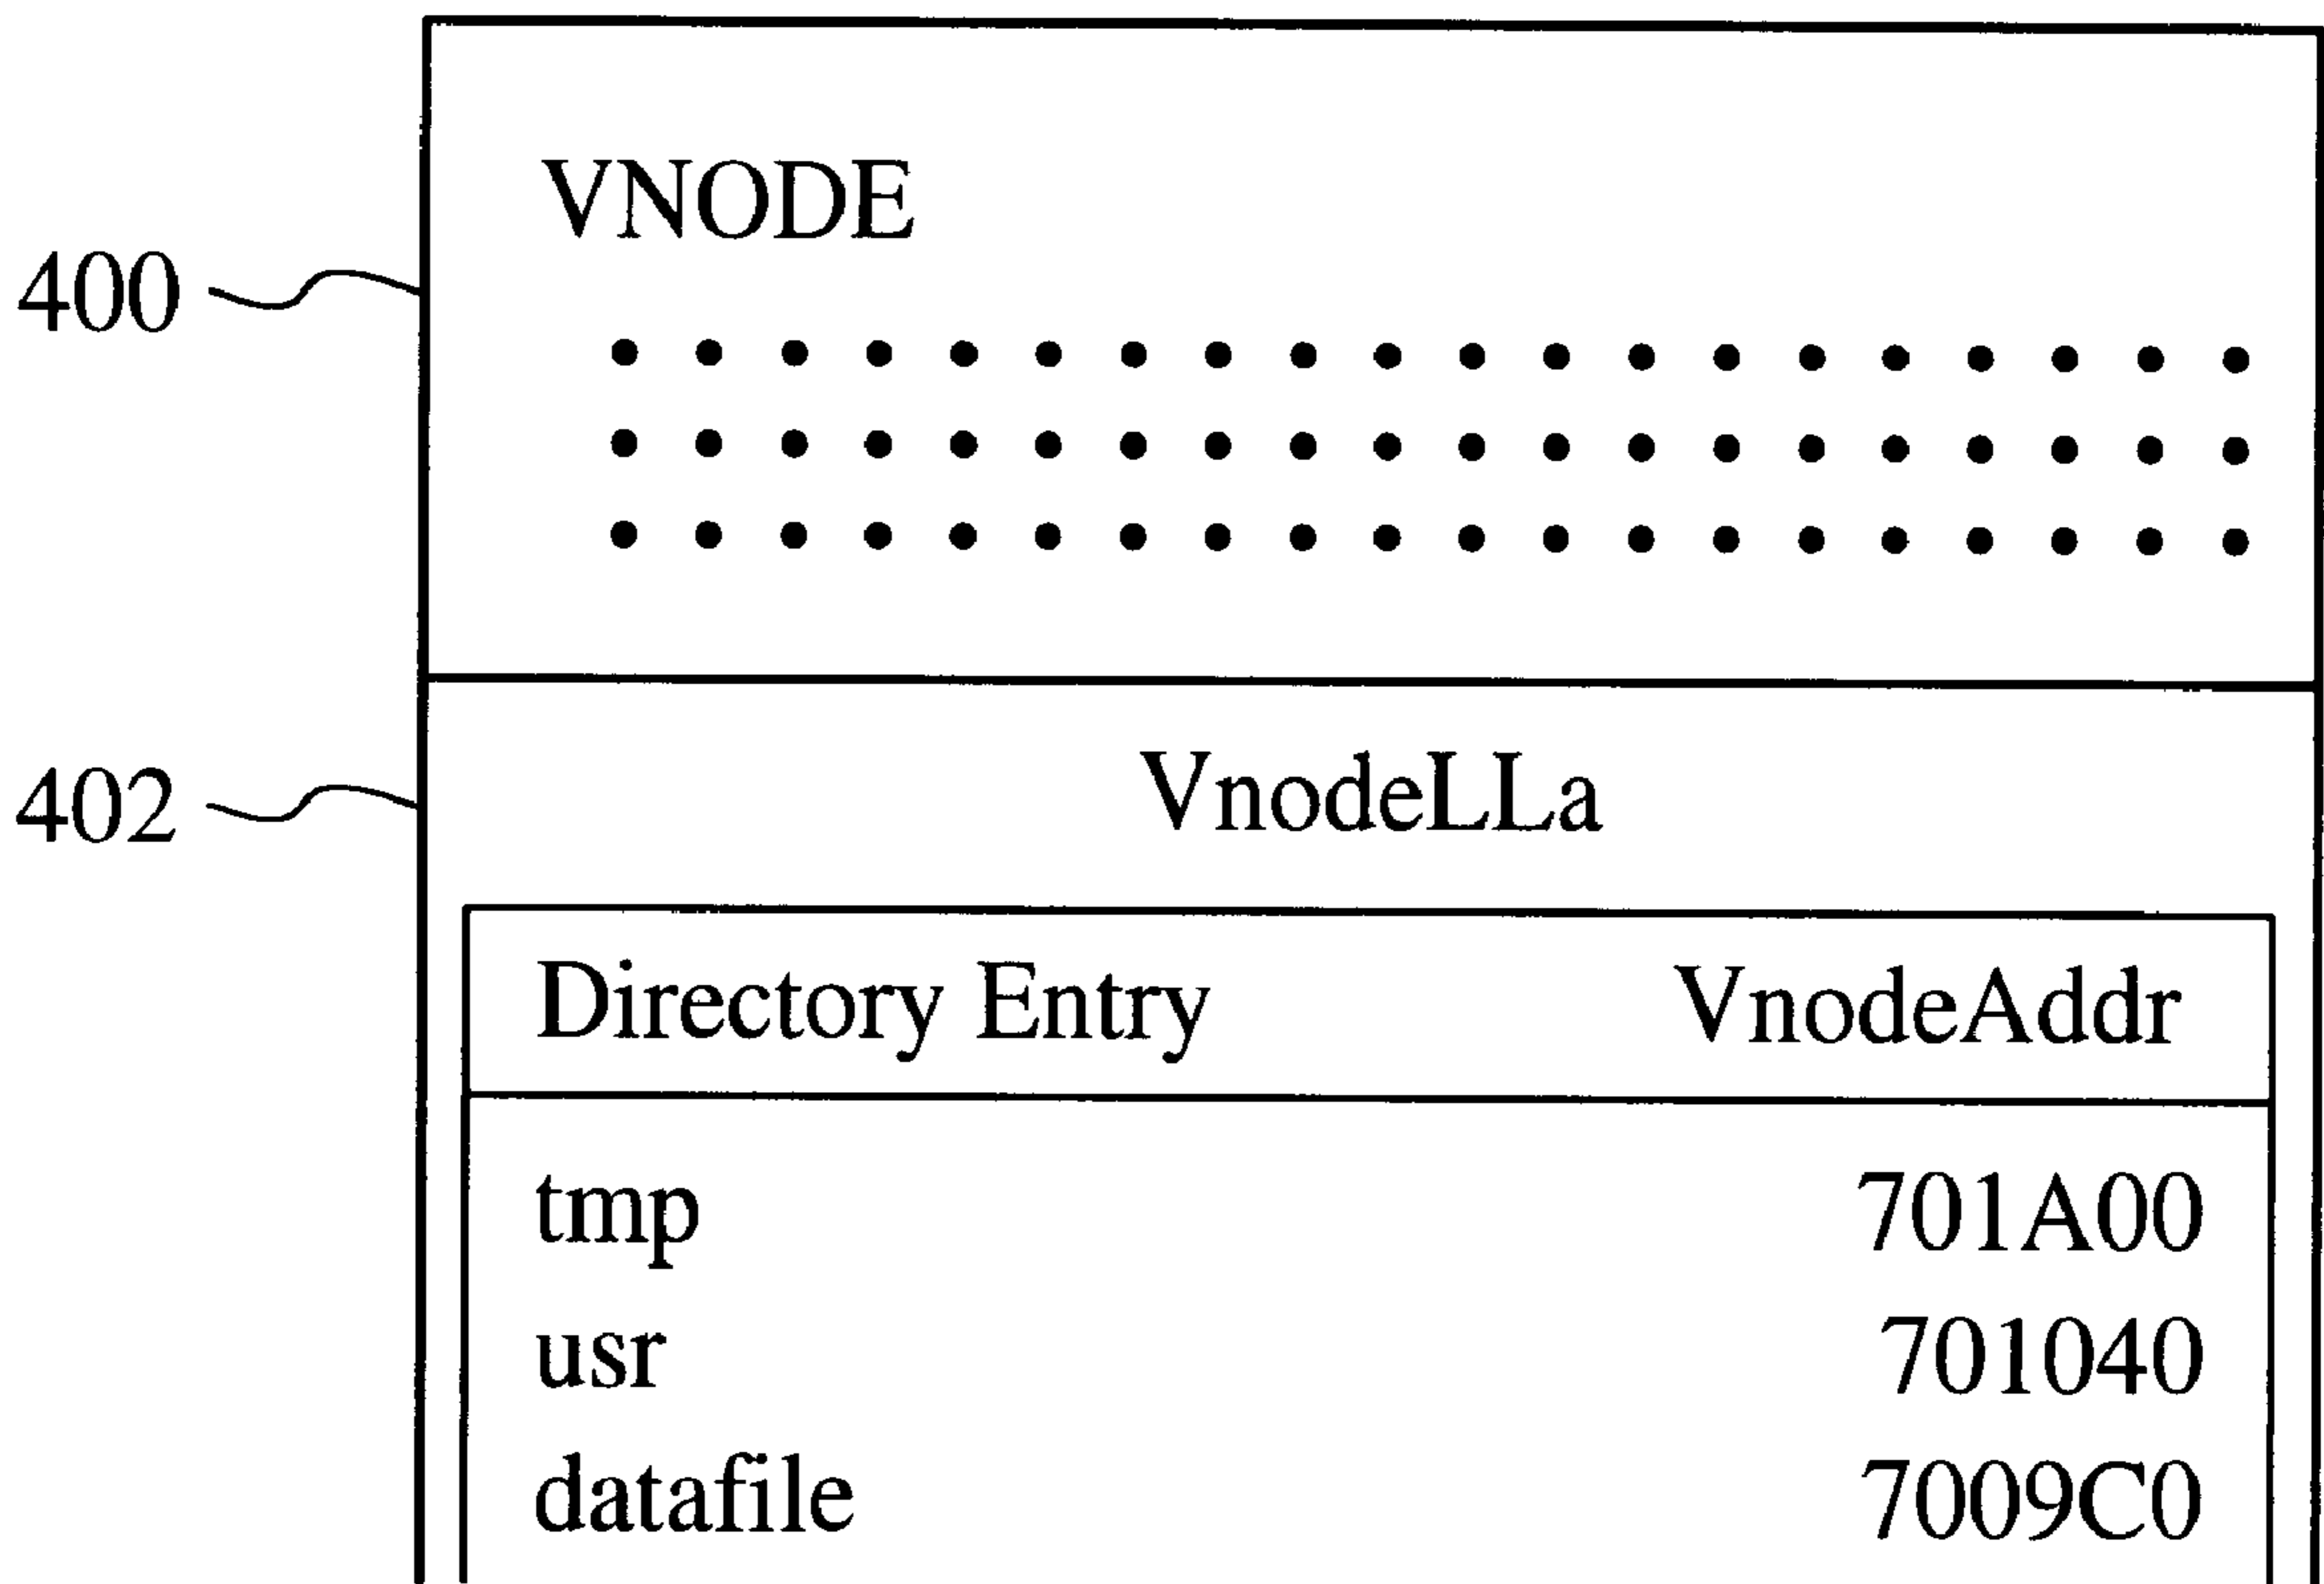 VNODE
400
402
VnodeLLa
Directory Entry VnodeAddr
tmp 701A00
usr 701040
datafile 7009C0